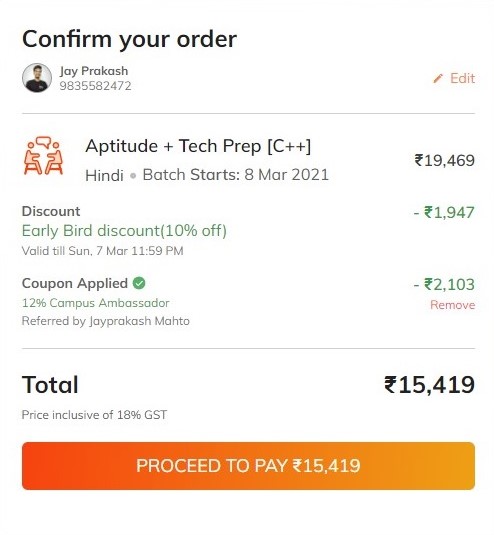 Confirm your order
Jay Prakash
9835582472
Edit
Aptitude + Tech Prep [C++]
Hindi • Batch Starts: 8 Mar 2021
₹19,469
Discount
Early Bird discount(10% off)
Valid till Sun, 7 Mar 11:59 PM
- ₹1,947
Coupon Applied
12% Campus Ambassador
Referred by Jayprakash Mahto
- ₹2,103
Remove
Total
₹15,419
Price inclusive of 18% GST
PROCEED TO PAY ₹15,419